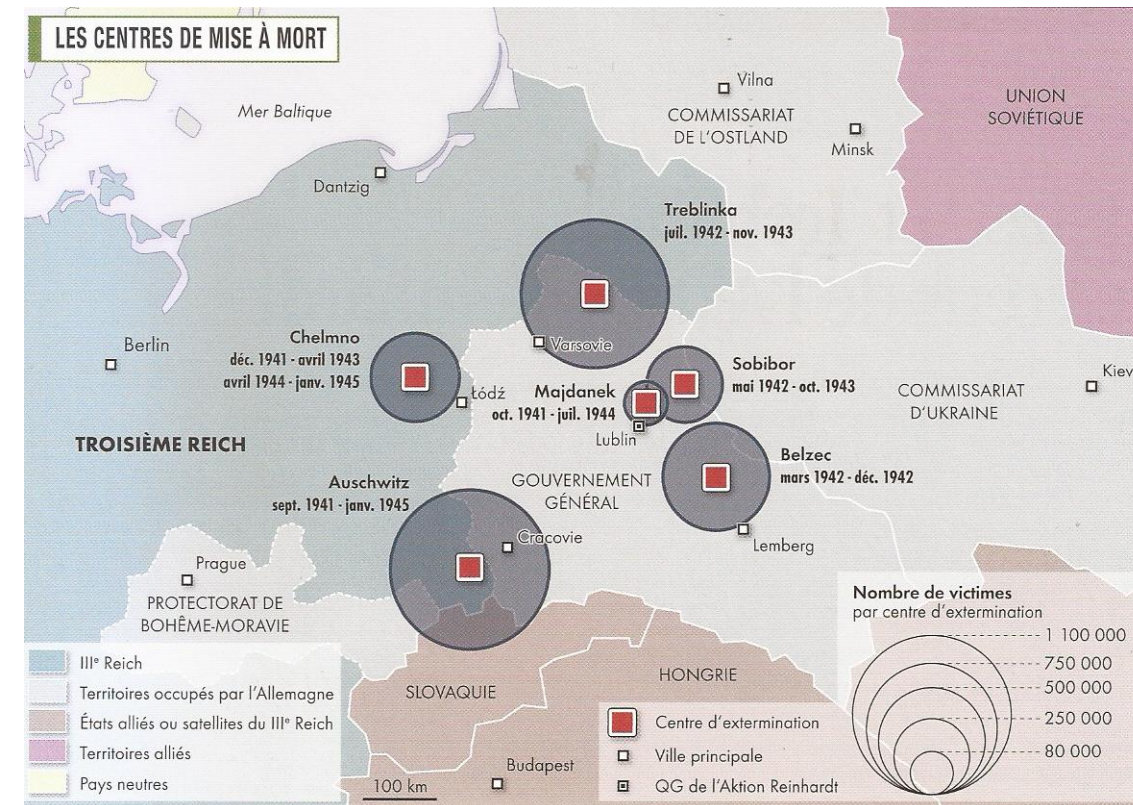 LES CENTRES DE MISE À MORT
Mer Baltique
Vilna
COMMISSARIAT
DE L'OSTLAND
Minsk
UNION
SOVIÉTIQUE
Dantzig
Treblinka
juil. 1942 - nov. 1943
Berlin
Chelmno
déc. 1941 - avril 1943
avril 1944 - janv. 1945
Varsovie
Łódź
Sobibor
mai 1942 - oct. 1943
Majdanek
oct. 1941 - juil. 1944
Lublin
Kiev
COMMISSARIAT
D'UKRAINE
TROISIÈME REICH
Belzec
mars 1942 - déc. 1942
Auschwitz
sept. 1941 - janv. 1945
GOUVERNEMENT
GÉNÉRAL
Cracovie
Lemberg
Prague
PROTECTORAT DE
BOHÊME-MORAVIE
SLOVAQUIE
HONGRIE
Budapest
100 km
IIIe Reich
Territoires occupés par l'Allemagne
États alliés ou satellites du IIIe Reich
Territoires alliés
Pays neutres
Centre d'extermination
Ville principale
QG de l'Aktion Reinhardt
Nombre de victimes
par centre d'extermination
1 100 000
750 000
500 000
250 000
80 000